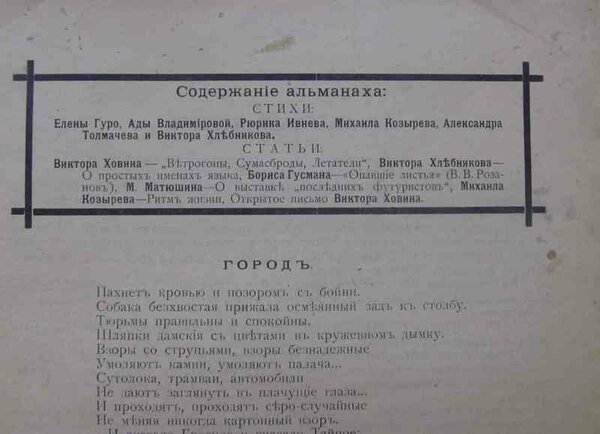 Содержаніе альманаха:
СТИХИ:
Елены Гуро, Ады Владиміровой, Рюрика Ивнева, Михаила Козырева, Александра
Толмачева и Виктора Хлѣбникова.
СТАТЬИ:
Виктора Ховина — „Вѣтрогоны, Сумасброды, Летатели", Виктора Хлѣбникова—
О простыхъ именахъ языка, Бориса Гусмана—«Опавшіе листья» (В. В. Роза-
новъ), М. Матюшина—О выставкѣ „послѣднихъ футуристовъ", Михаила
Козырева—Ритмъ жизни, Открытое письмо Виктора Ховина.
ГОРОДЪ.
Пахнетъ кровью и позоромъ съ бойни.
Собака безхвостая прижала осмѣянный задъ къ столбу.
Тюрьмы правильны и спокойны.
Шляпки дамскія съ цвѣтами въ кружевномъ дымку.
Взоры со струпьями, взоры безнадежные
Умоляютъ камни, умоляютъ палача...
Сутолока, трамваи, автомобили
Не даютъ заглянуть въ плачущіе глаза...
И проходятъ, проходятъ сѣро-случайные
Не мѣняя никогда картонный взоръ.